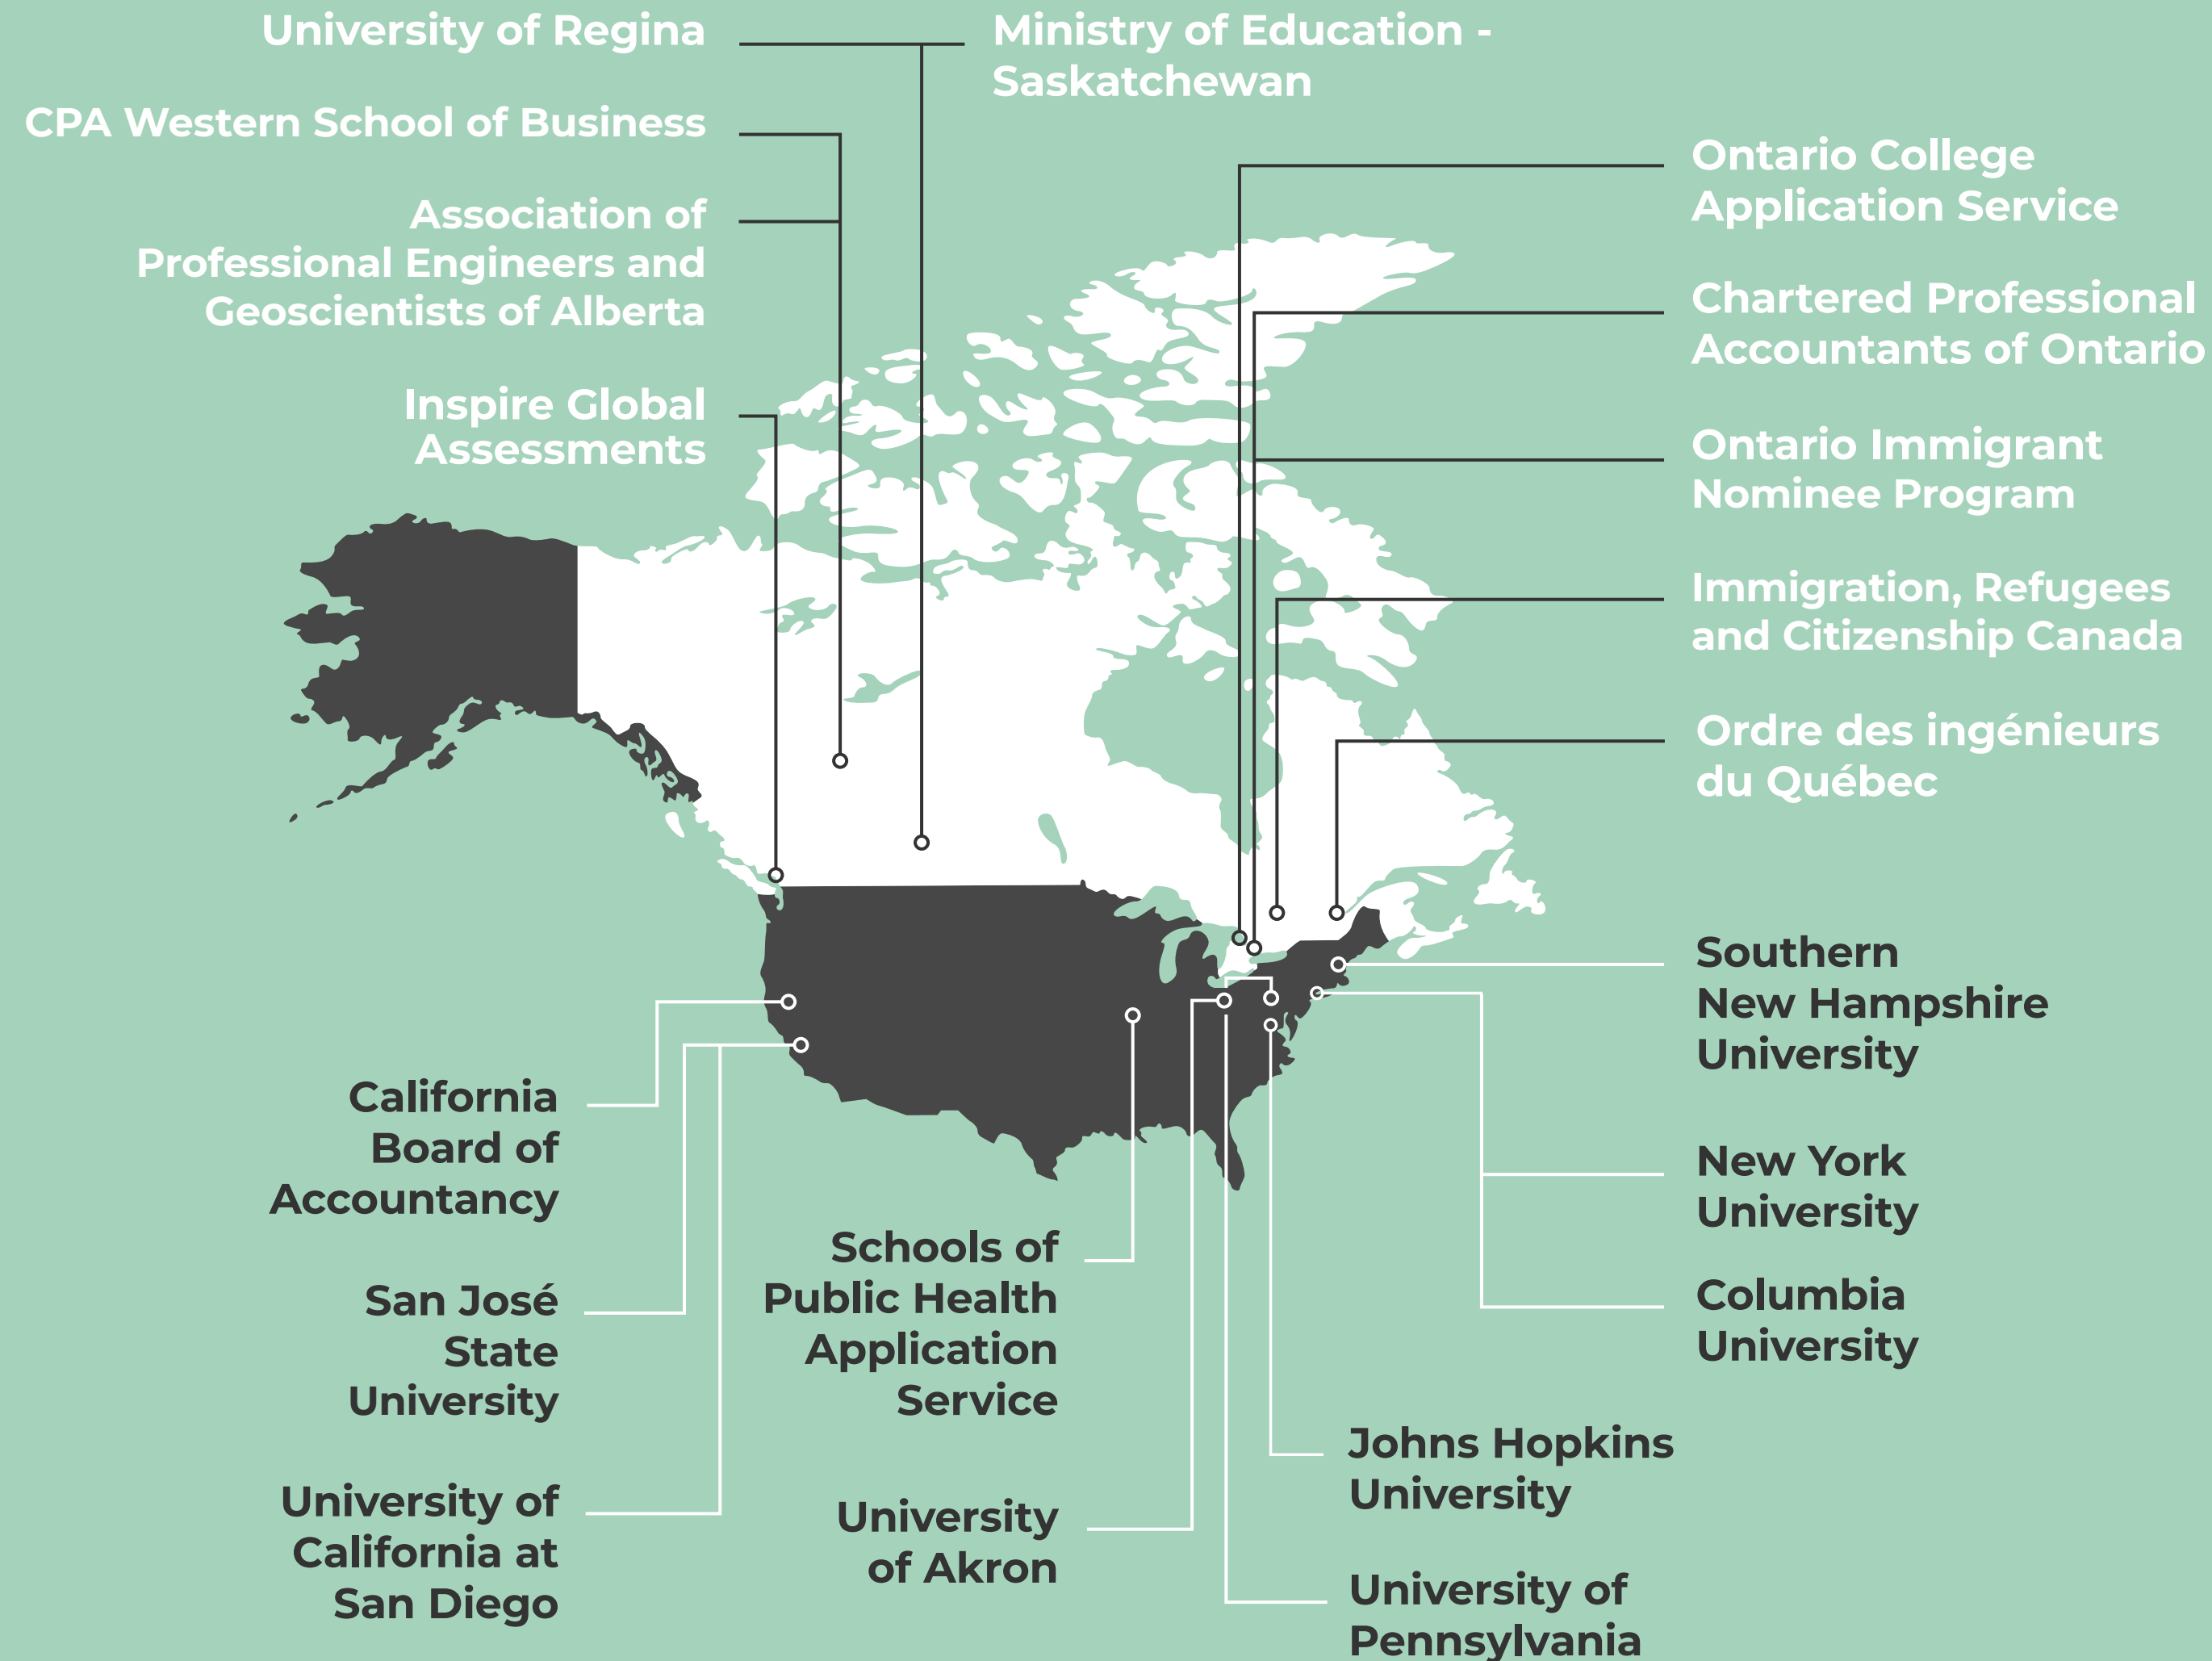 University of Regina
Ministry of Education -
Saskatchewan
CPA Western School of Business
Association of
Professional Engineers and
Geoscientists of Alberta
Inspire Global
Assessments
Ontario College
Application Service
Chartered Professional
Accountants of Ontario
Ontario Immigrant
Nominee Program
Immigration, Refugees
and Citizenship Canada
Ordre des ingénieurs
du Québec
Southern
New Hampshire
University
New York
University
Columbia
University
California
Board of
Accountancy
San José
State
University
University of
California at
San Diego
Schools of
Public Health
Application
Service
University
of Akron
Johns Hopkins
University
University of
Pennsylvania